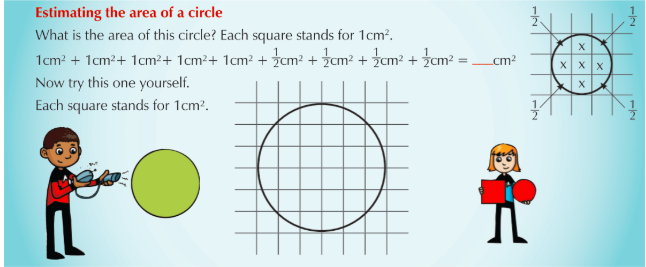 Estimating the area of a circle
What is the area of this circle? Each square stands for 1cm².
1cm² + 1cm²+ 1cm²+ 1cm²+ 1cm² + ½cm² + ½cm² + ½cm² + ½cm² = __cm²
Now try this one yourself.
Each square stands for 1cm².
½ ½
x
x x x
x
½ ½